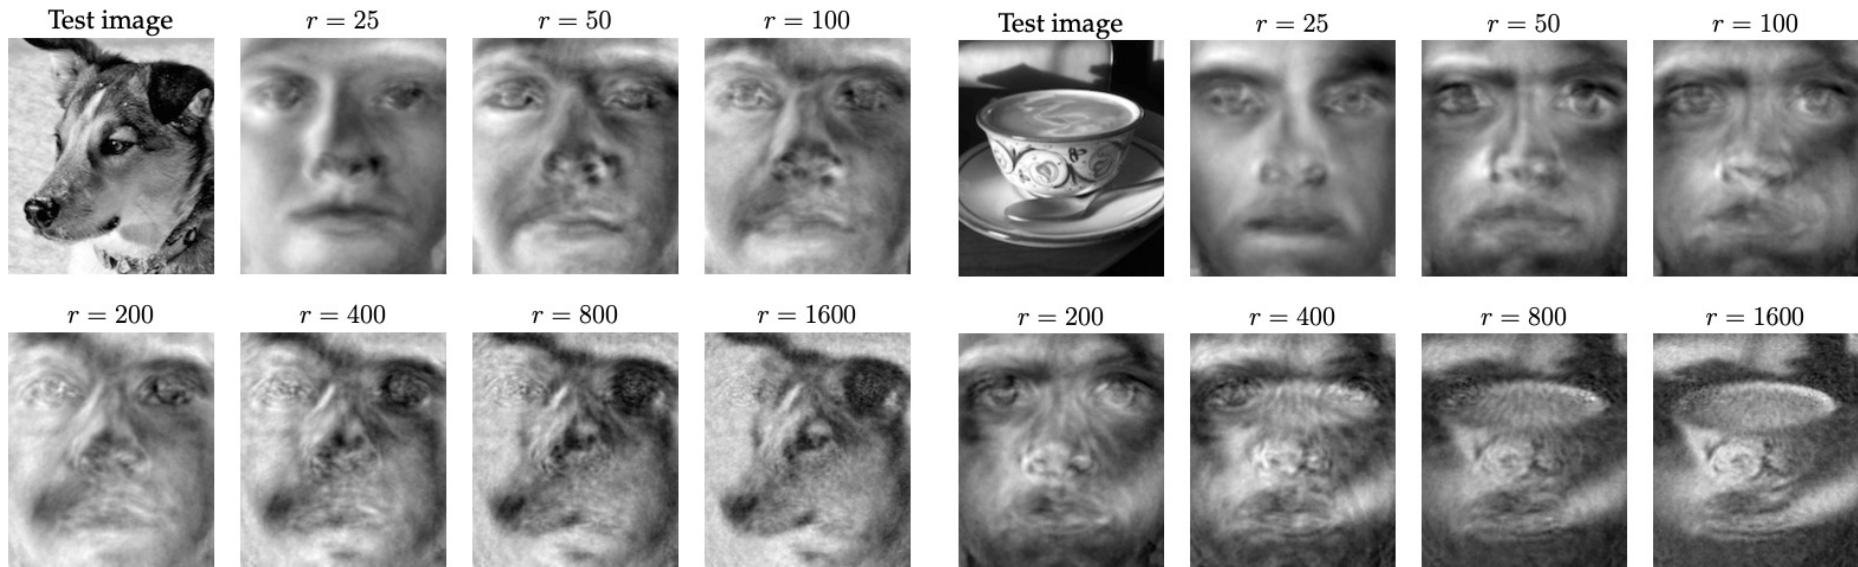 Test image
r = 25
r = 50
r = 100
r = 200
r = 400
r = 800
r = 1600
Test image
r = 25
r = 50
r = 100
r = 200
r = 400
r = 800
r = 1600